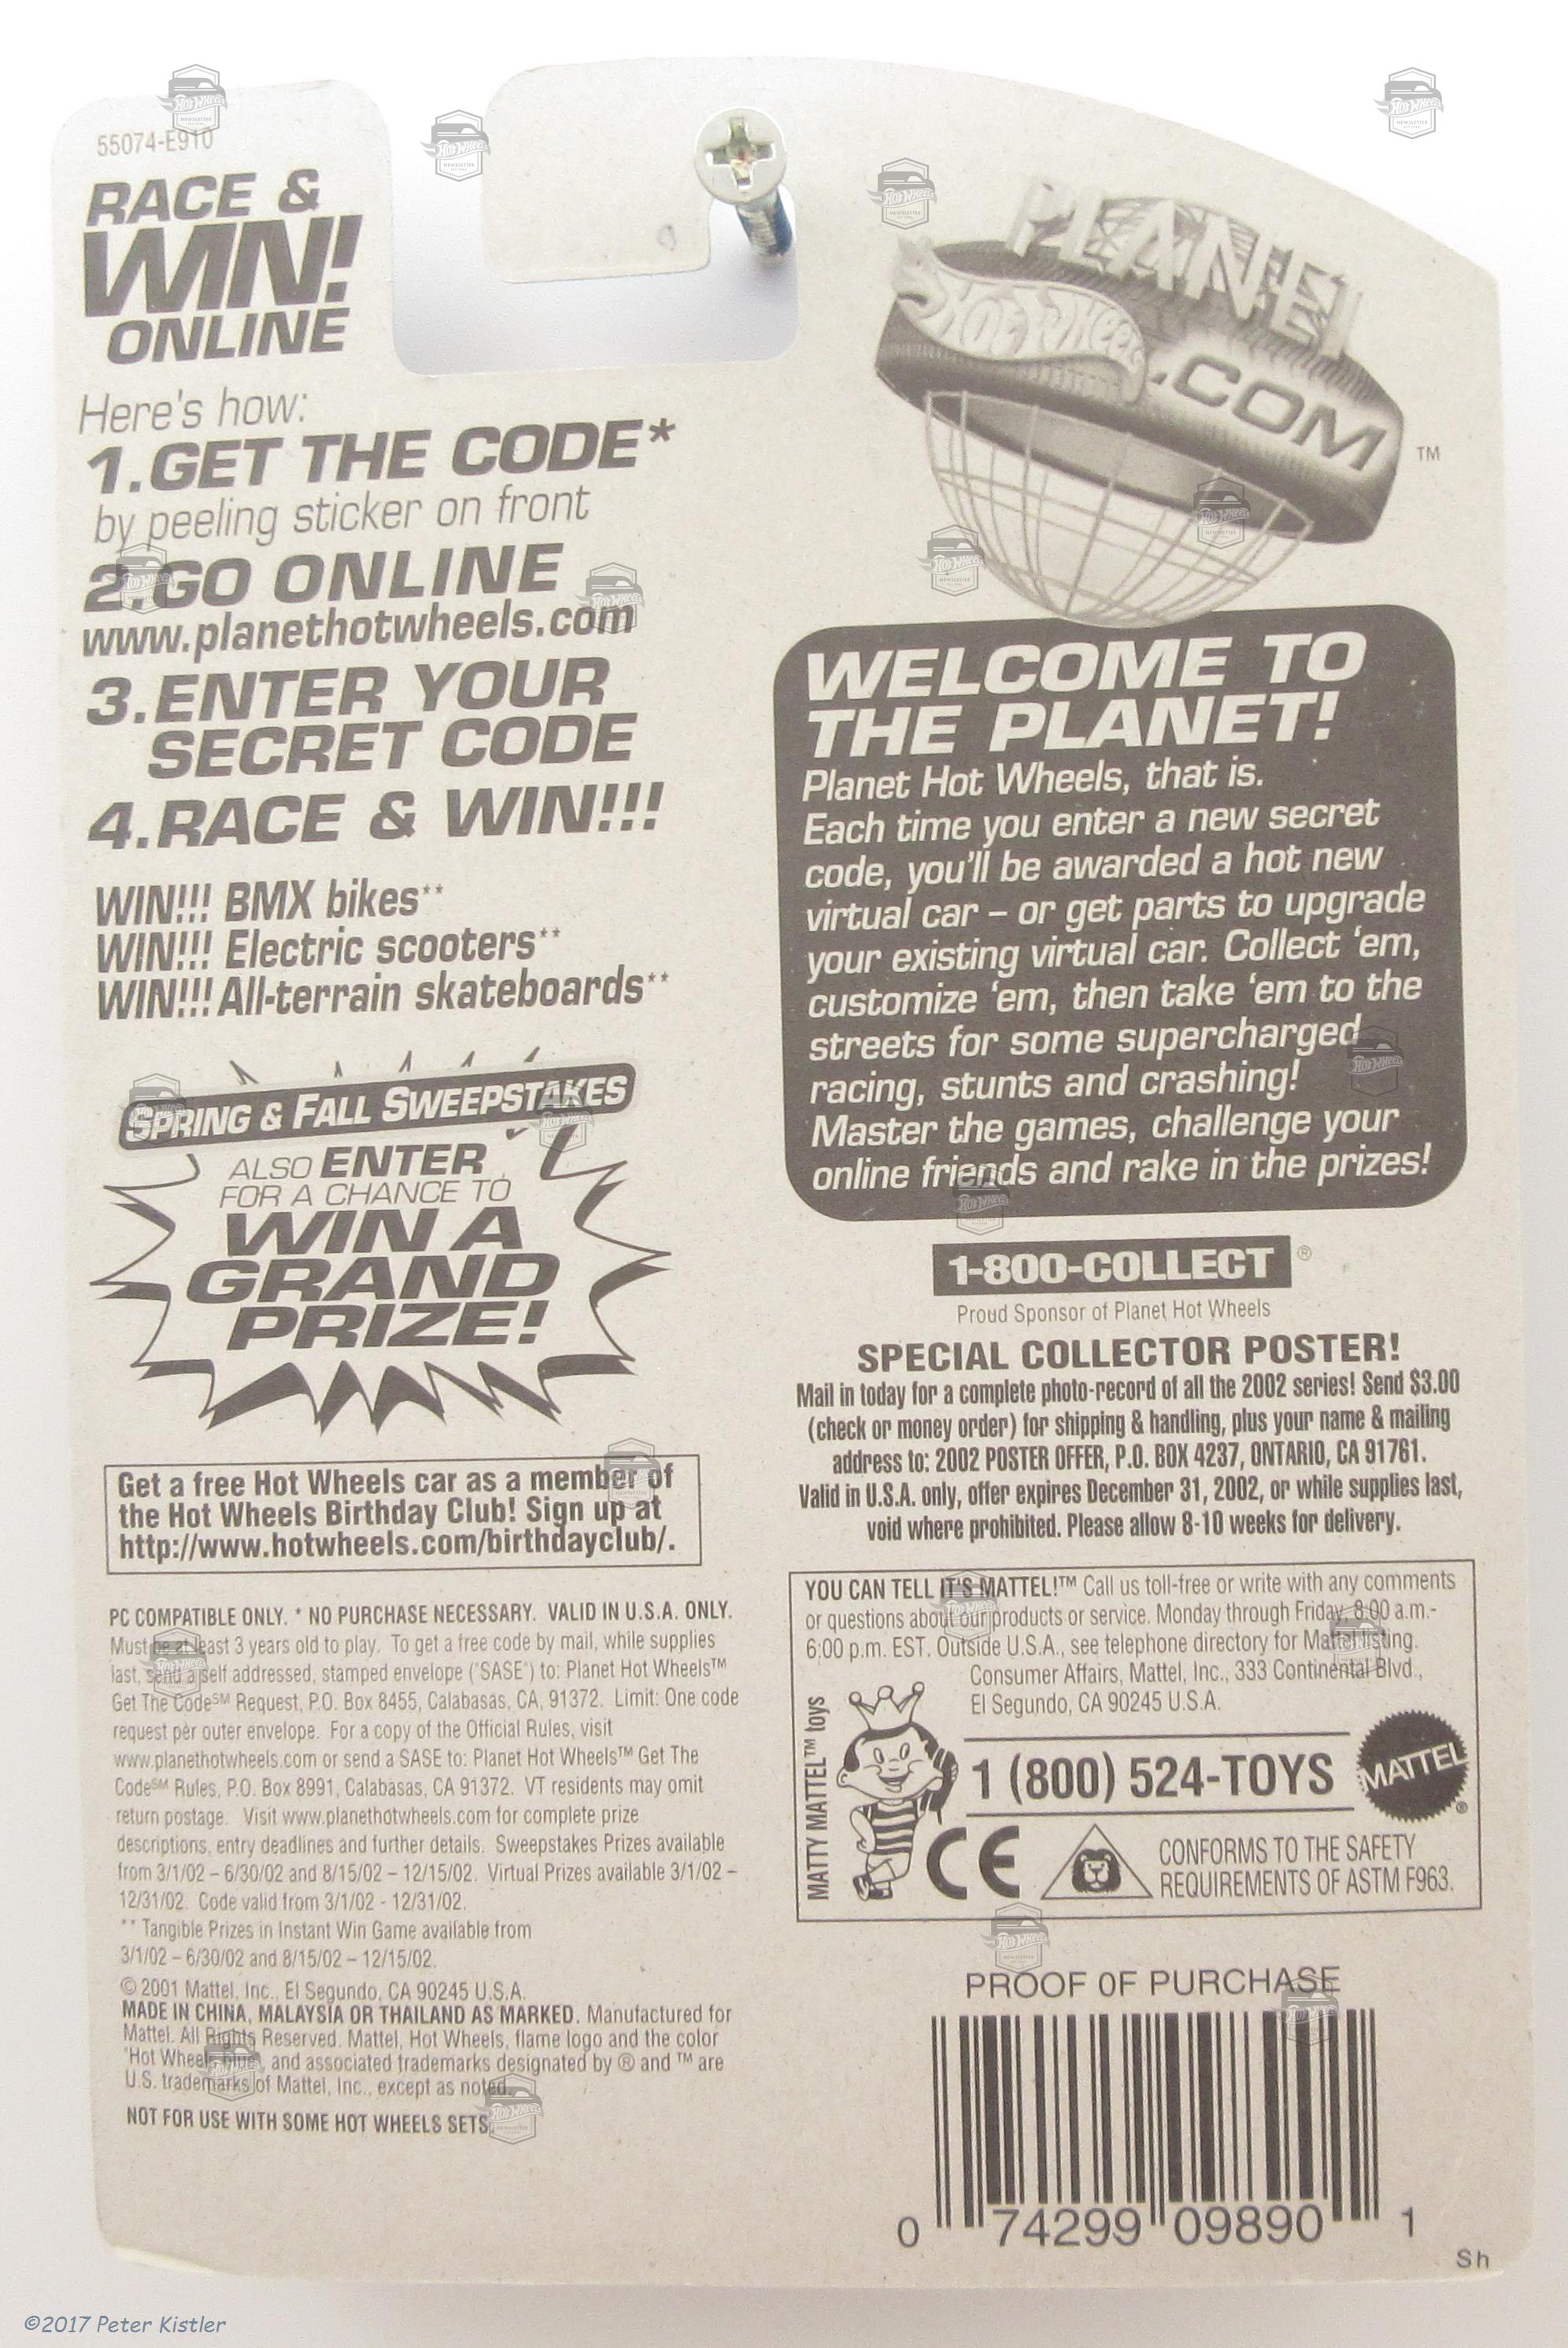 55074-E910
RACE &
WIN!
ONLINE
Here's how:
1.GET THE CODE*
by peeling sticker on front
2.GO ONLINE
www.planethotwheels.com
3.ENTER YOUR
SECRET CODE
4.RACE & WIN!!!
WIN!!! BMX bikes**
WIN!!! Electric scooters**
WIN!!! All-terrain skateboards**
SPRING & FALL SWEEPSTAKES
ALSO ENTER
FOR A CHANCE TO
WIN A
GRAND
PRIZE!
Get a free Hot Wheels car as a member of
the Hot Wheels Birthday Club! Sign up at
http://www.hotwheels.com/birthdayclub/.
PC COMPATIBLE ONLY. * NO PURCHASE NECESSARY. VALID IN U.S.A. ONLY.
Must be at least 3 years old to play. To get a free code by mail, while supplies
last, send a self addressed, stamped envelope ("SASE") to: Planet Hot Wheels™
Get The Code℠ Request, P.O. Box 8455, Calabasas, CA, 91372. Limit: One code
request per outer envelope. For a copy of the Official Rules, visit
www.planethotwheels.com or send a SASE to: Planet Hot Wheels™ Get The
Code℠ Rules, P.O. Box 8991, Calabasas, CA 91372. VT residents may omit
return postage. Visit www.planethotwheels.com for complete prize
descriptions, entry deadlines and further details. Sweepstakes Prizes available
from 3/1/02 – 6/30/02 and 8/15/02 – 12/15/02. Virtual Prizes available 3/1/02 –
12/31/02. Code valid from 3/1/02 - 12/31/02.
** Tangible Prizes in Instant Win Game available from
3/1/02 – 6/30/02 and 8/15/02 – 12/15/02.
© 2001 Mattel, Inc., El Segundo, CA 90245 U.S.A.
MADE IN CHINA, MALAYSIA OR THAILAND AS MARKED. Manufactured for
Mattel. All Rights Reserved. Mattel, Hot Wheels, flame logo and the color
"Hot Wheels blue", and associated trademarks designated by ® and ™ are
U.S. trademarks of Mattel, Inc., except as noted.
NOT FOR USE WITH SOME HOT WHEELS SETS.
PLANET
HOT WHEELS
.COM
™
WELCOME TO
THE PLANET!
Planet Hot Wheels, that is.
Each time you enter a new secret
code, you'll be awarded a hot new
virtual car – or get parts to upgrade
your existing virtual car. Collect 'em,
customize 'em, then take 'em to the
streets for some supercharged
racing, stunts and crashing!
Master the games, challenge your
online friends and rake in the prizes!
1-800-COLLECT®
Proud Sponsor of Planet Hot Wheels
SPECIAL COLLECTOR POSTER!
Mail in today for a complete photo-record of all the 2002 series! Send $3.00
(check or money order) for shipping & handling, plus your name & mailing
address to: 2002 POSTER OFFER, P.O. BOX 4237, ONTARIO, CA 91761.
Valid in U.S.A. only, offer expires December 31, 2002, or while supplies last,
void where prohibited. Please allow 8-10 weeks for delivery.
YOU CAN TELL IT'S MATTEL!™ Call us toll-free or write with any comments
or questions about our products or service. Monday through Friday, 8:00 a.m.-
6:00 p.m. EST. Outside U.S.A., see telephone directory for Mattel listing.
Consumer Affairs, Mattel, Inc., 333 Continental Blvd.,
El Segundo, CA 90245 U.S.A.
MATTY MATTEL™ toys
1 (800) 524-TOYS
MATTEL®
CE
CONFORMS TO THE SAFETY
REQUIREMENTS OF ASTM F963.
PROOF OF PURCHASE
0 74299 09890 1
Sh
©2017 Peter Kistler